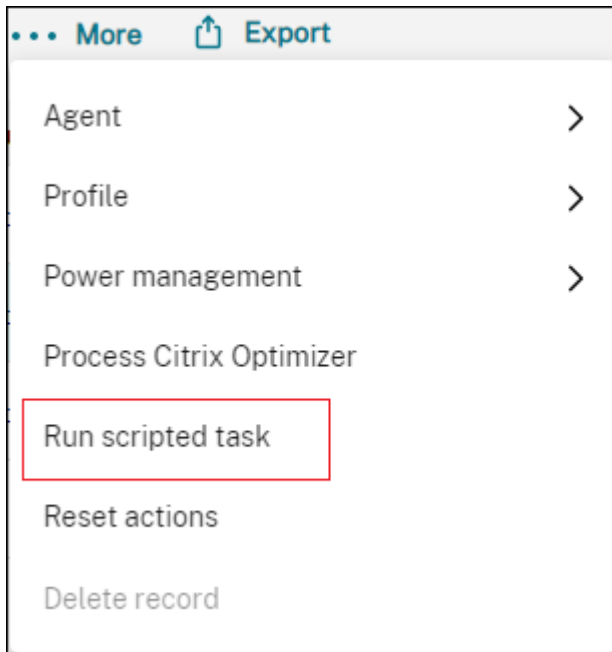 More Export
Agent
Profile
Power management
Process Citrix Optimizer
Run scripted task
Reset actions
Delete record